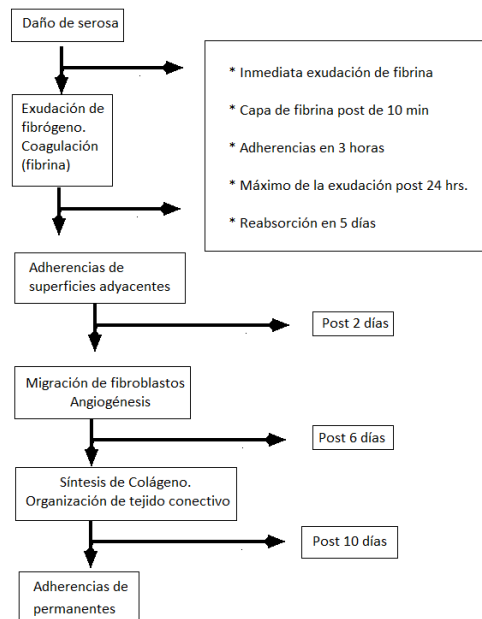 Daño de serosa
* Inmediata exudación de fibrina
* Capa de fibrina post de 10 min
* Adherencias en 3 horas
* Máximo de la exudación post 24 hrs.
* Reabsorción en 5 días
Exudación de
fibrógeno.
Coagulación
(fibrina)
Adherencias de
superficies adyacentes
Post 2 días
Migración de fibroblastos
Angiogénesis
Post 6 días
Síntesis de Colágeno.
Organización de tejido conectivo
Post 10 días
Adherencias de
permanentes